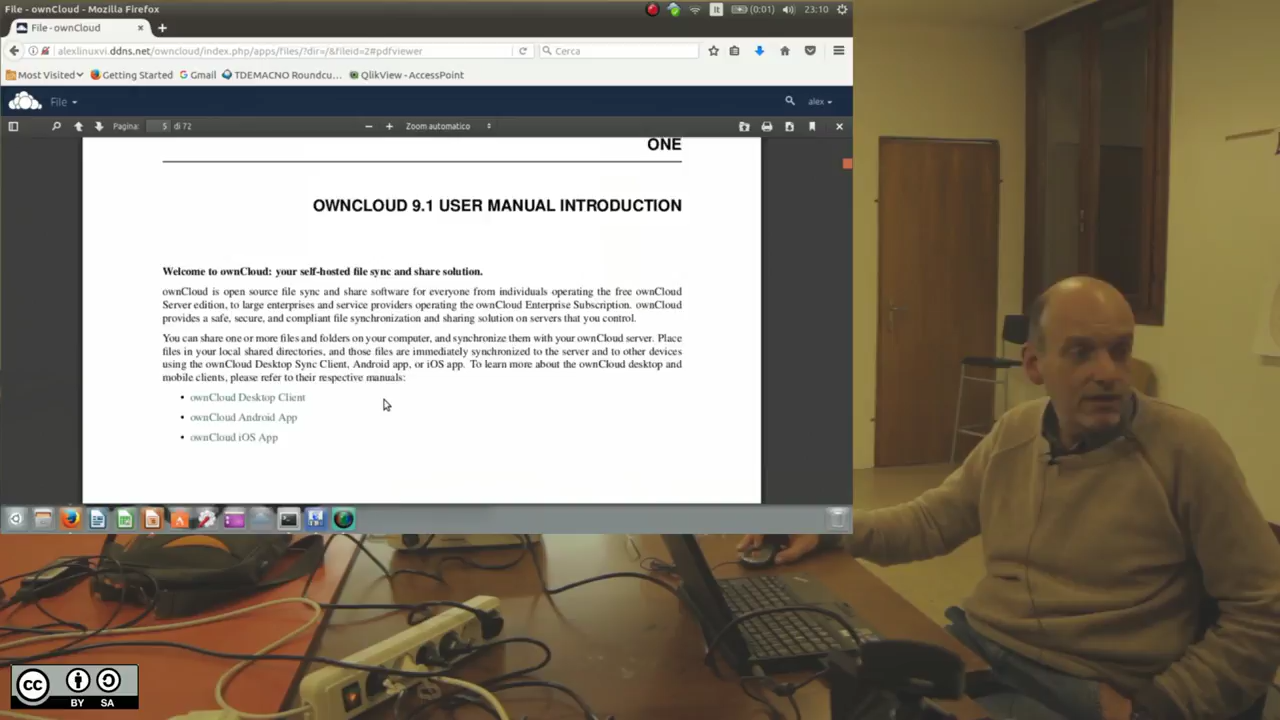 File - ownCloud - Mozilla Firefox
It
(0:01)
23:10
File - ownCloud
alexlinuxvi.ddns.net/owncloud/index.php/apps/files/?dir=/&fileid=2#pdfviewer
Cerca
Most Visited
Getting Started
Gmail
TDEMACNO Roundcu...
QlikView - AccessPoint
File
alex
Pagina: 5 di 72
Zoom automatico
ONE
OWNCLOUD 9.1 USER MANUAL INTRODUCTION
Welcome to ownCloud: your self-hosted file sync and share solution.
ownCloud is open source file sync and share software for everyone from individuals operating the free ownCloud
Server edition, to large enterprises and service providers operating the ownCloud Enterprise Subscription. ownCloud
provides a safe, secure, and compliant file synchronization and sharing solution on servers that you control.
You can share one or more files and folders on your computer, and synchronize them with your ownCloud server. Place
files in your local shared directories, and those files are immediately synchronized to the server and to other devices
using the ownCloud Desktop Sync Client, Android app, or iOS app. To learn more about the ownCloud desktop and
mobile clients, please refer to their respective manuals:
• ownCloud Desktop Client
• ownCloud Android App
• ownCloud iOS App
cc
BY SA